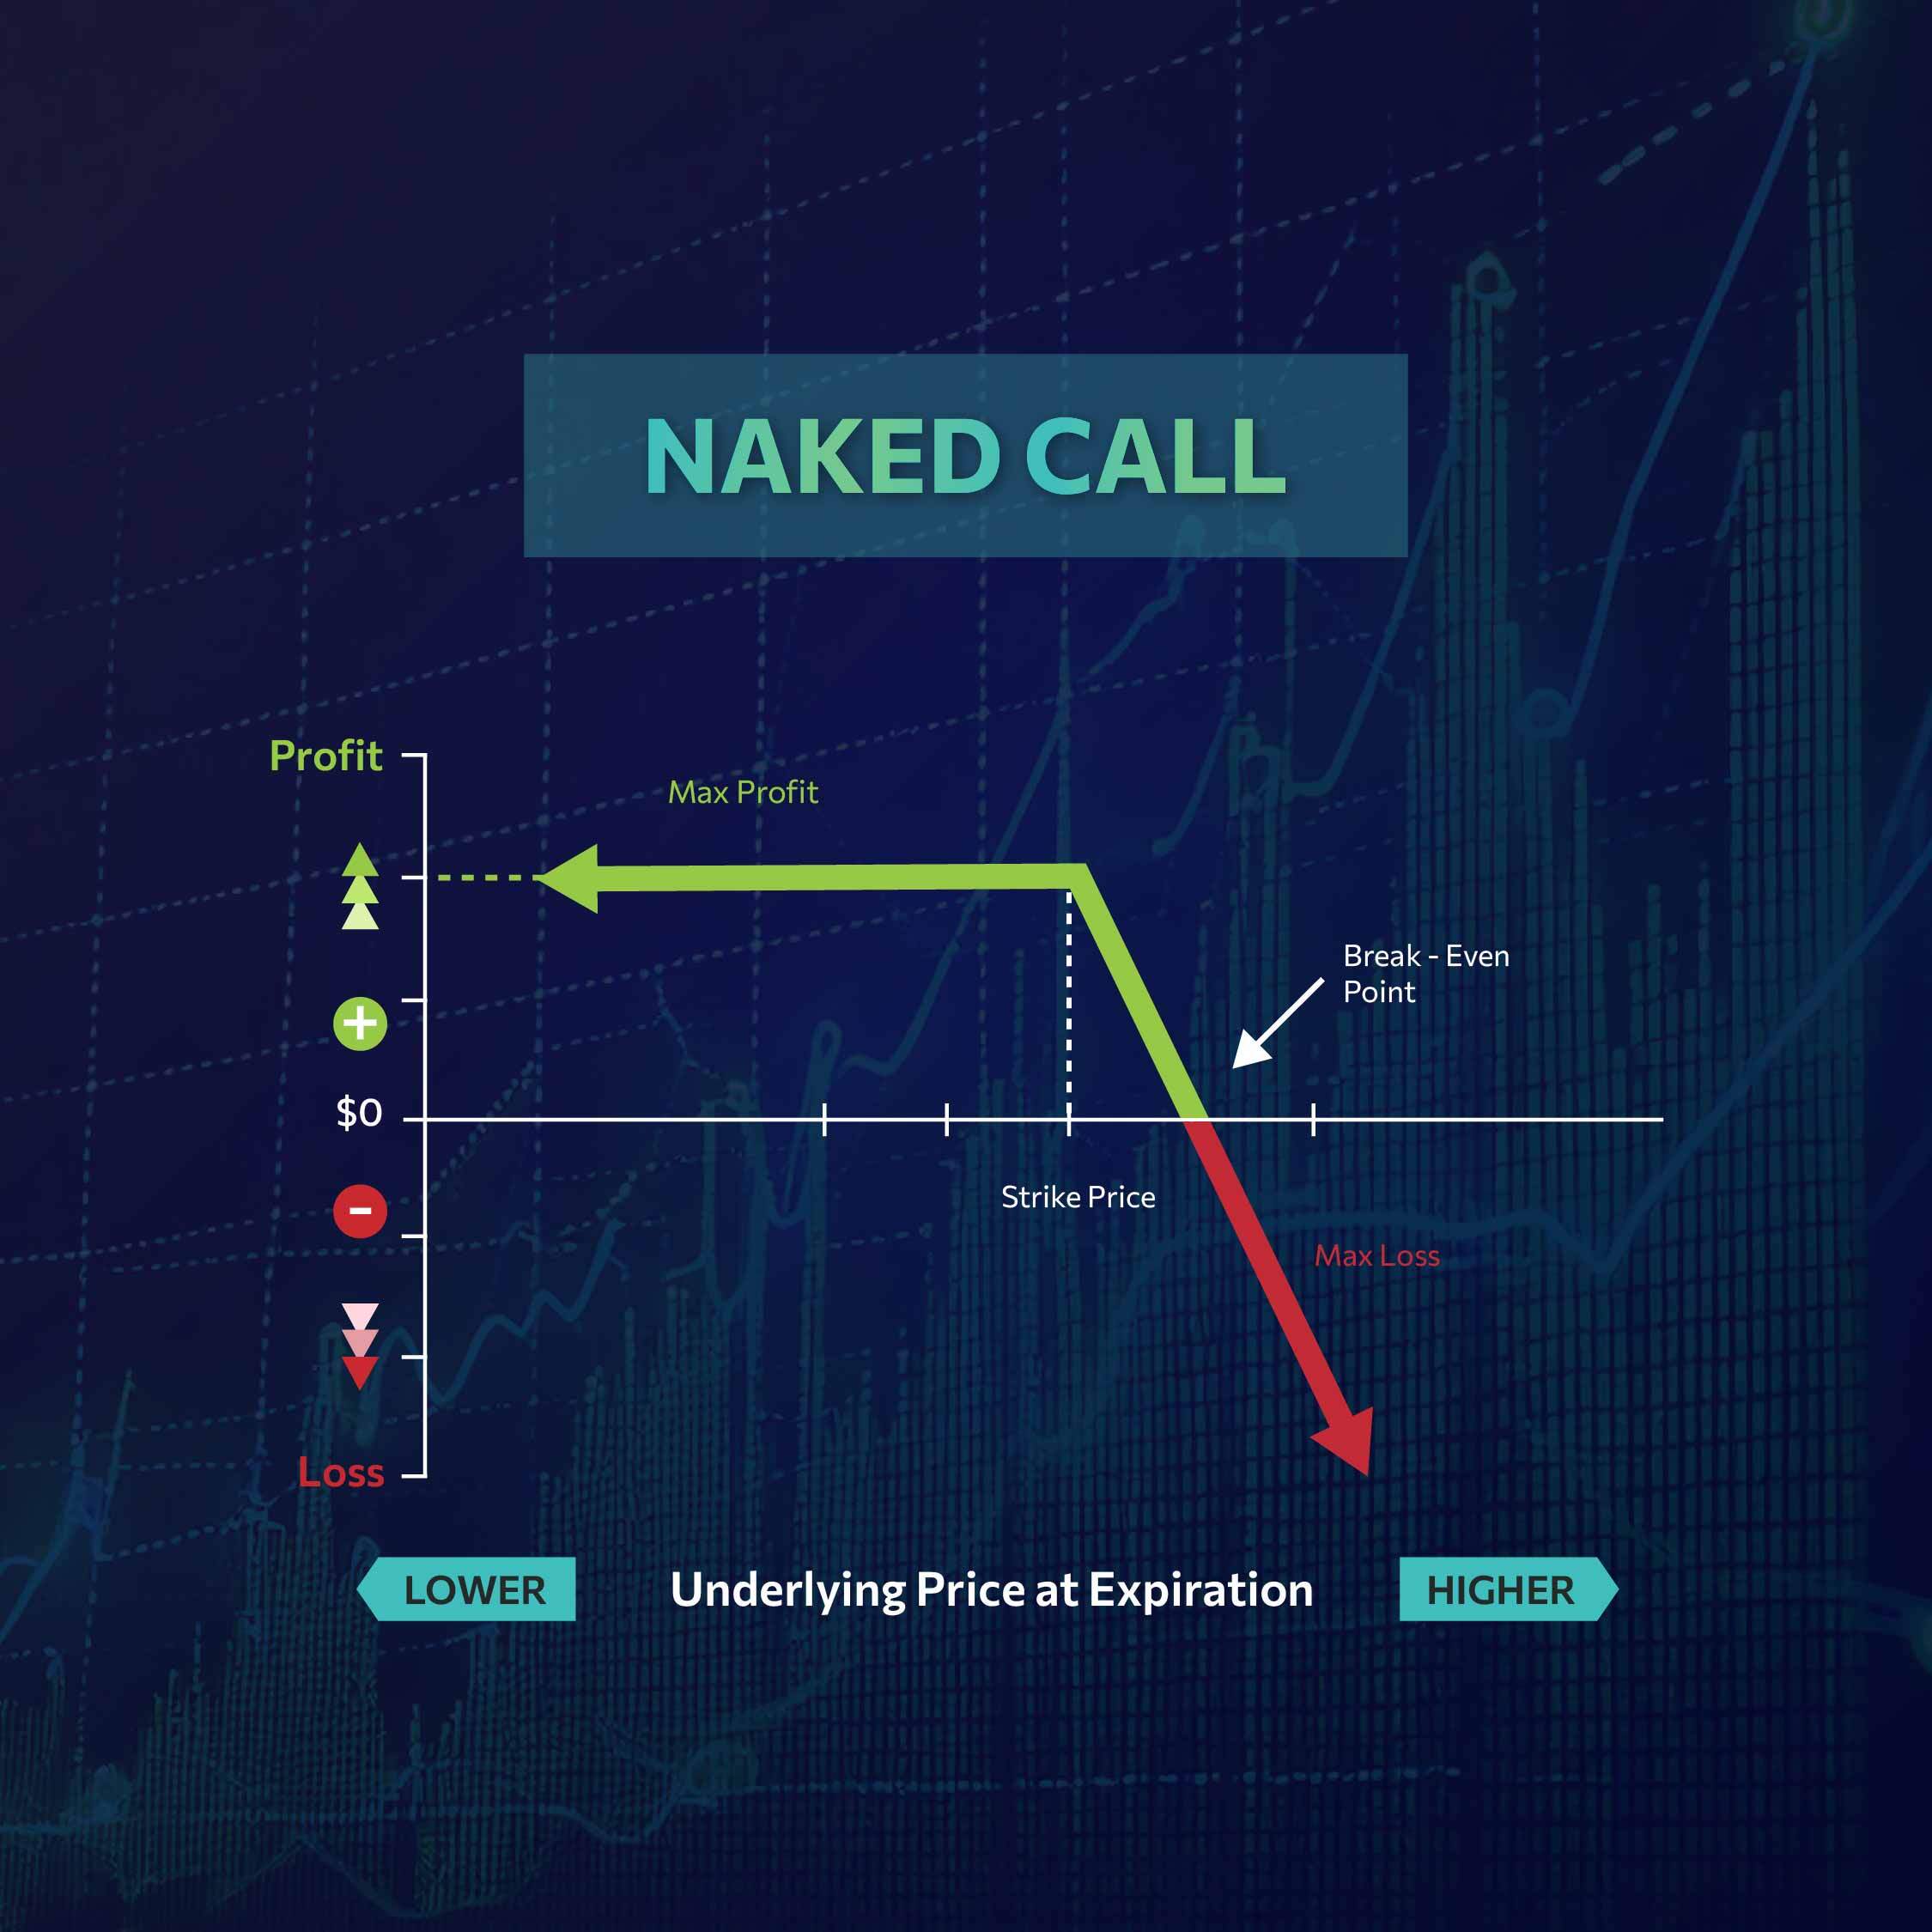 NAKED CALL
Profit
Max Profit
Break - Even
Point
$0
Strike Price
Max Loss
Loss
LOWER
Underlying Price at Expiration
HIGHER